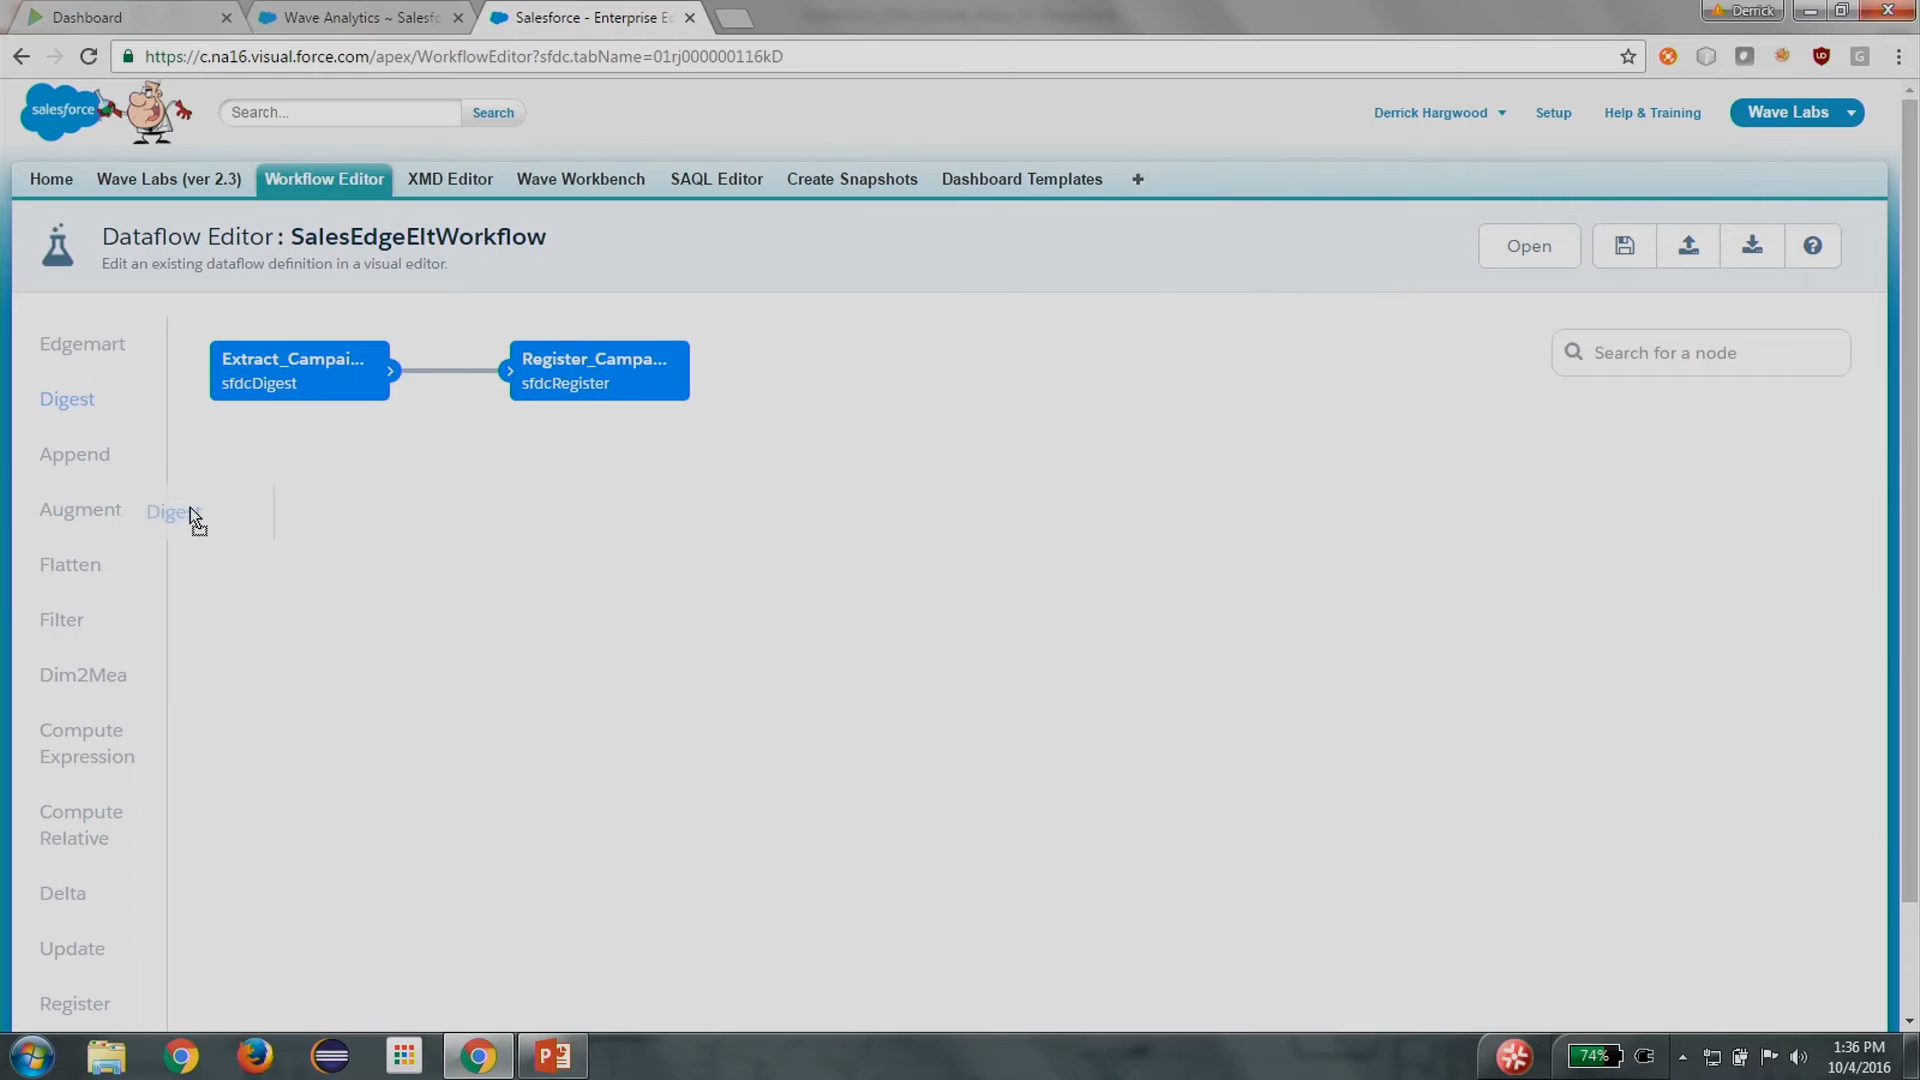 Dashboard
Wave Analytics ~ Salesfo
Salesforce - Enterprise Ec
Derrick
https://c.na16.visual.force.com/apex/WorkflowEditor?sfdc.tabName=01rj000000116kD
salesforce
Search...
Search
Derrick Hargwood
Setup
Help & Training
Wave Labs
Home
Wave Labs (ver 2.3)
Workflow Editor
XMD Editor
Wave Workbench
SAQL Editor
Create Snapshots
Dashboard Templates
+
Dataflow Editor : SalesEdgeEltWorkflow
Edit an existing dataflow definition in a visual editor.
Open
Edgemart
Extract_Campai...
sfdcDigest
Register_Campa...
sfdcRegister
Search for a node
Digest
Append
Augment
Digest
Flatten
Filter
Dim2Mea
Compute
Expression
Compute
Relative
Delta
Update
Register
74%
1:36 PM
10/4/2016